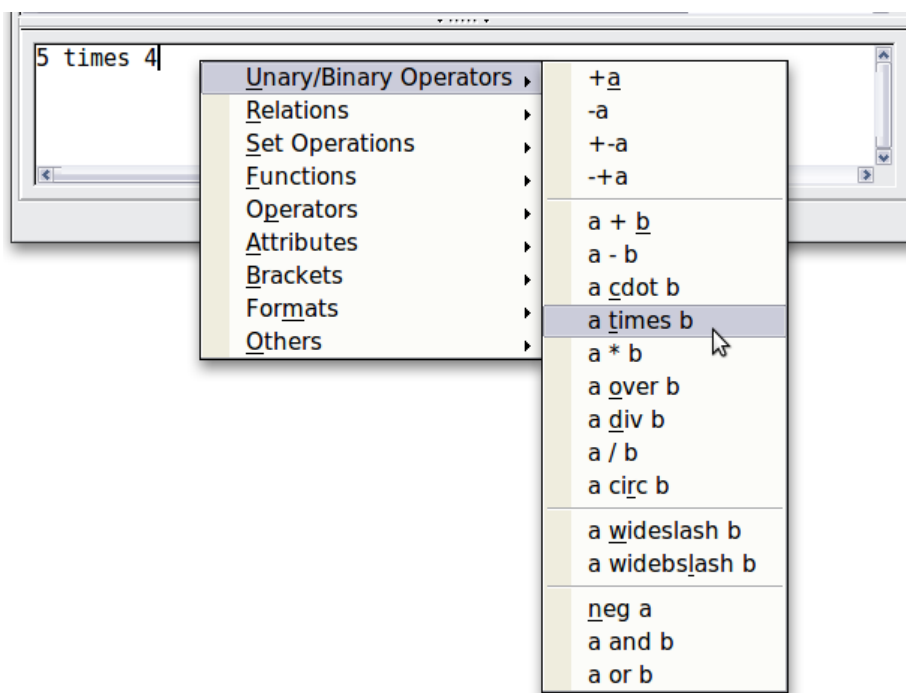 5 times 4
Unary/Binary Operators
Relations
Set Operations
Functions
Operators
Attributes
Brackets
Formats
Others
+a
-a
+-a
-+a
a + b
a - b
a cdot b
a times b
a * b
a over b
a div b
a / b
a circ b
a wideslash b
a widebslash b
neg a
a and b
a or b